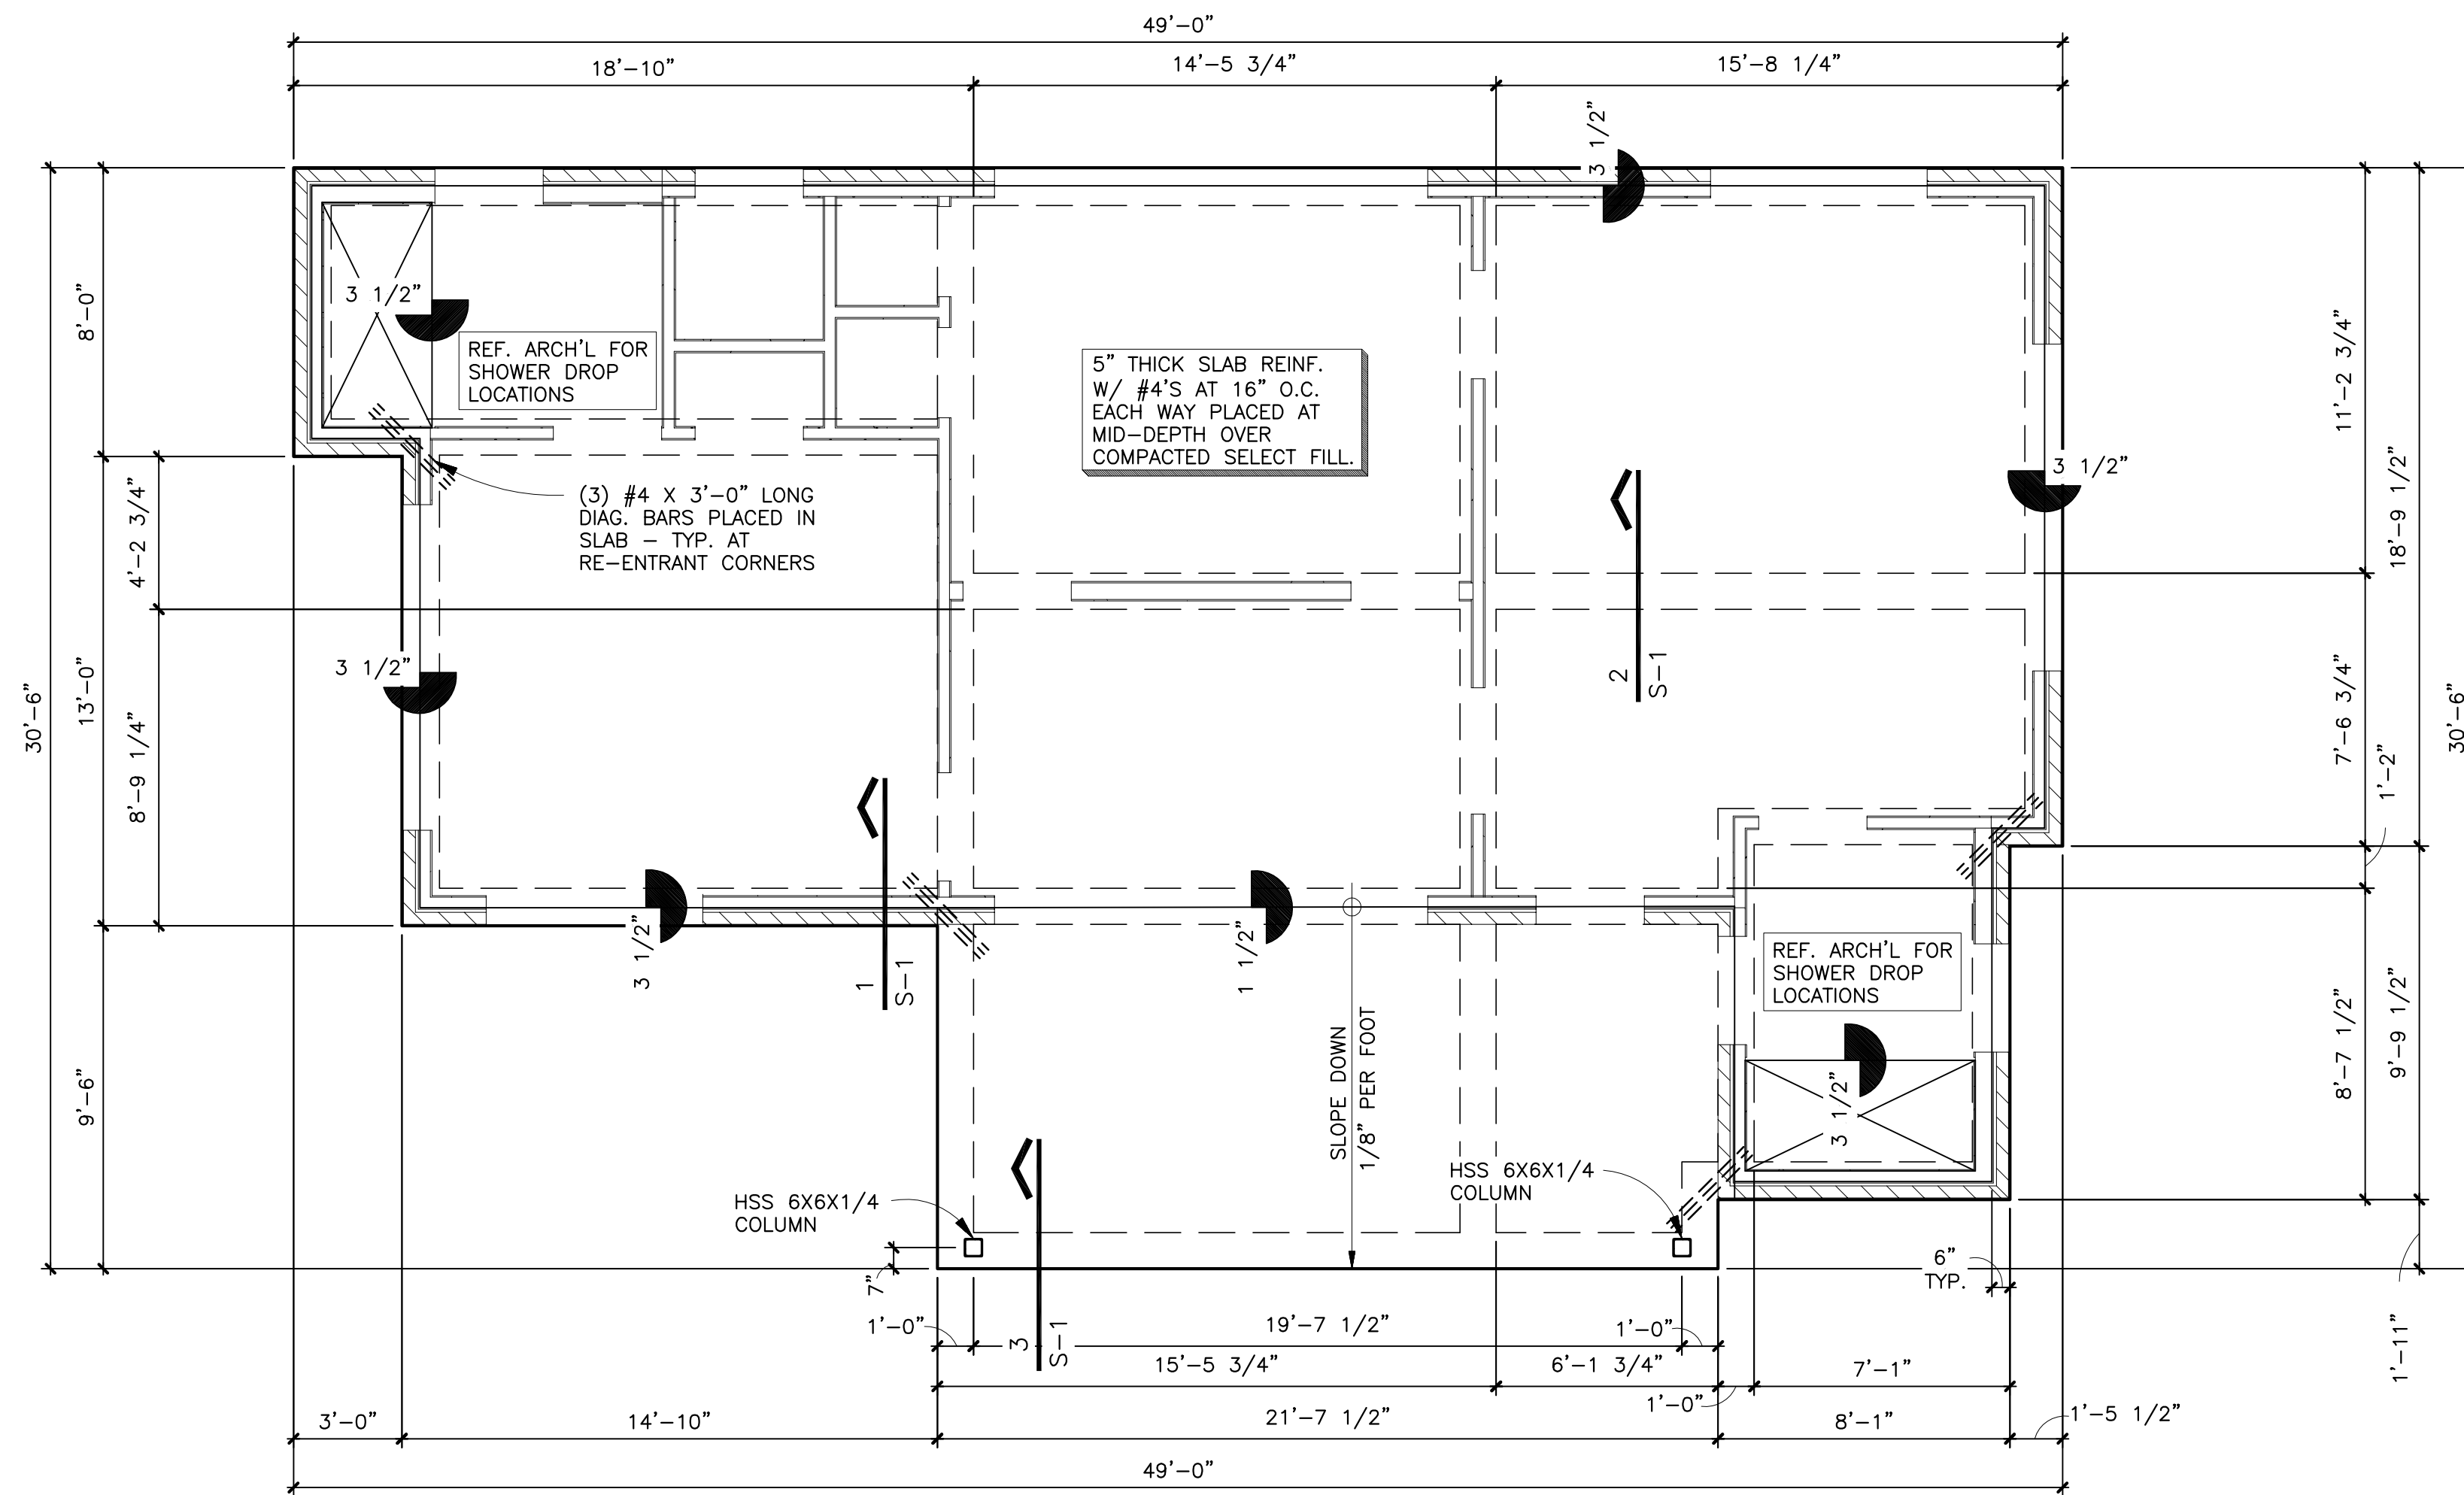 49'-0"
18'-10"
14'-5 3/4"
15'-8 1/4"
3 1/2"
30'-6"
8'-0"
13'-0"
9'-6"
4'-2 3/4"
8'-9 1/4"
3 1/2"
REF. ARCH'L FOR
SHOWER DROP
LOCATIONS
5" THICK SLAB REINF.
W/ #4'S AT 16" O.C.
EACH WAY PLACED AT
MID-DEPTH OVER
COMPACTED SELECT FILL.
(3) #4 X 3'-0" LONG
DIAG. BARS PLACED IN
SLAB - TYP. AT
RE-ENTRANT CORNERS
3 1/2"
3 1/2"
2
S-1
11'-2 3/4"
18'-9 1/2"
7'-6 3/4"
1'-2"
30'-6"
8'-7 1/2"
9'-9 1/2"
1'-11"
3 1/2"
1
S-1
1 1/2"
REF. ARCH'L FOR
SHOWER DROP
LOCATIONS
3 1/2"
SLOPE DOWN
1/8" PER FOOT
HSS 6X6X1/4
COLUMN
HSS 6X6X1/4
COLUMN
7"
6"
TYP.
3
S-1
1'-0"
19'-7 1/2"
1'-0"
15'-5 3/4"
6'-1 3/4"
1'-0"
7'-1"
3'-0"
14'-10"
21'-7 1/2"
8'-1"
1'-5 1/2"
49'-0"